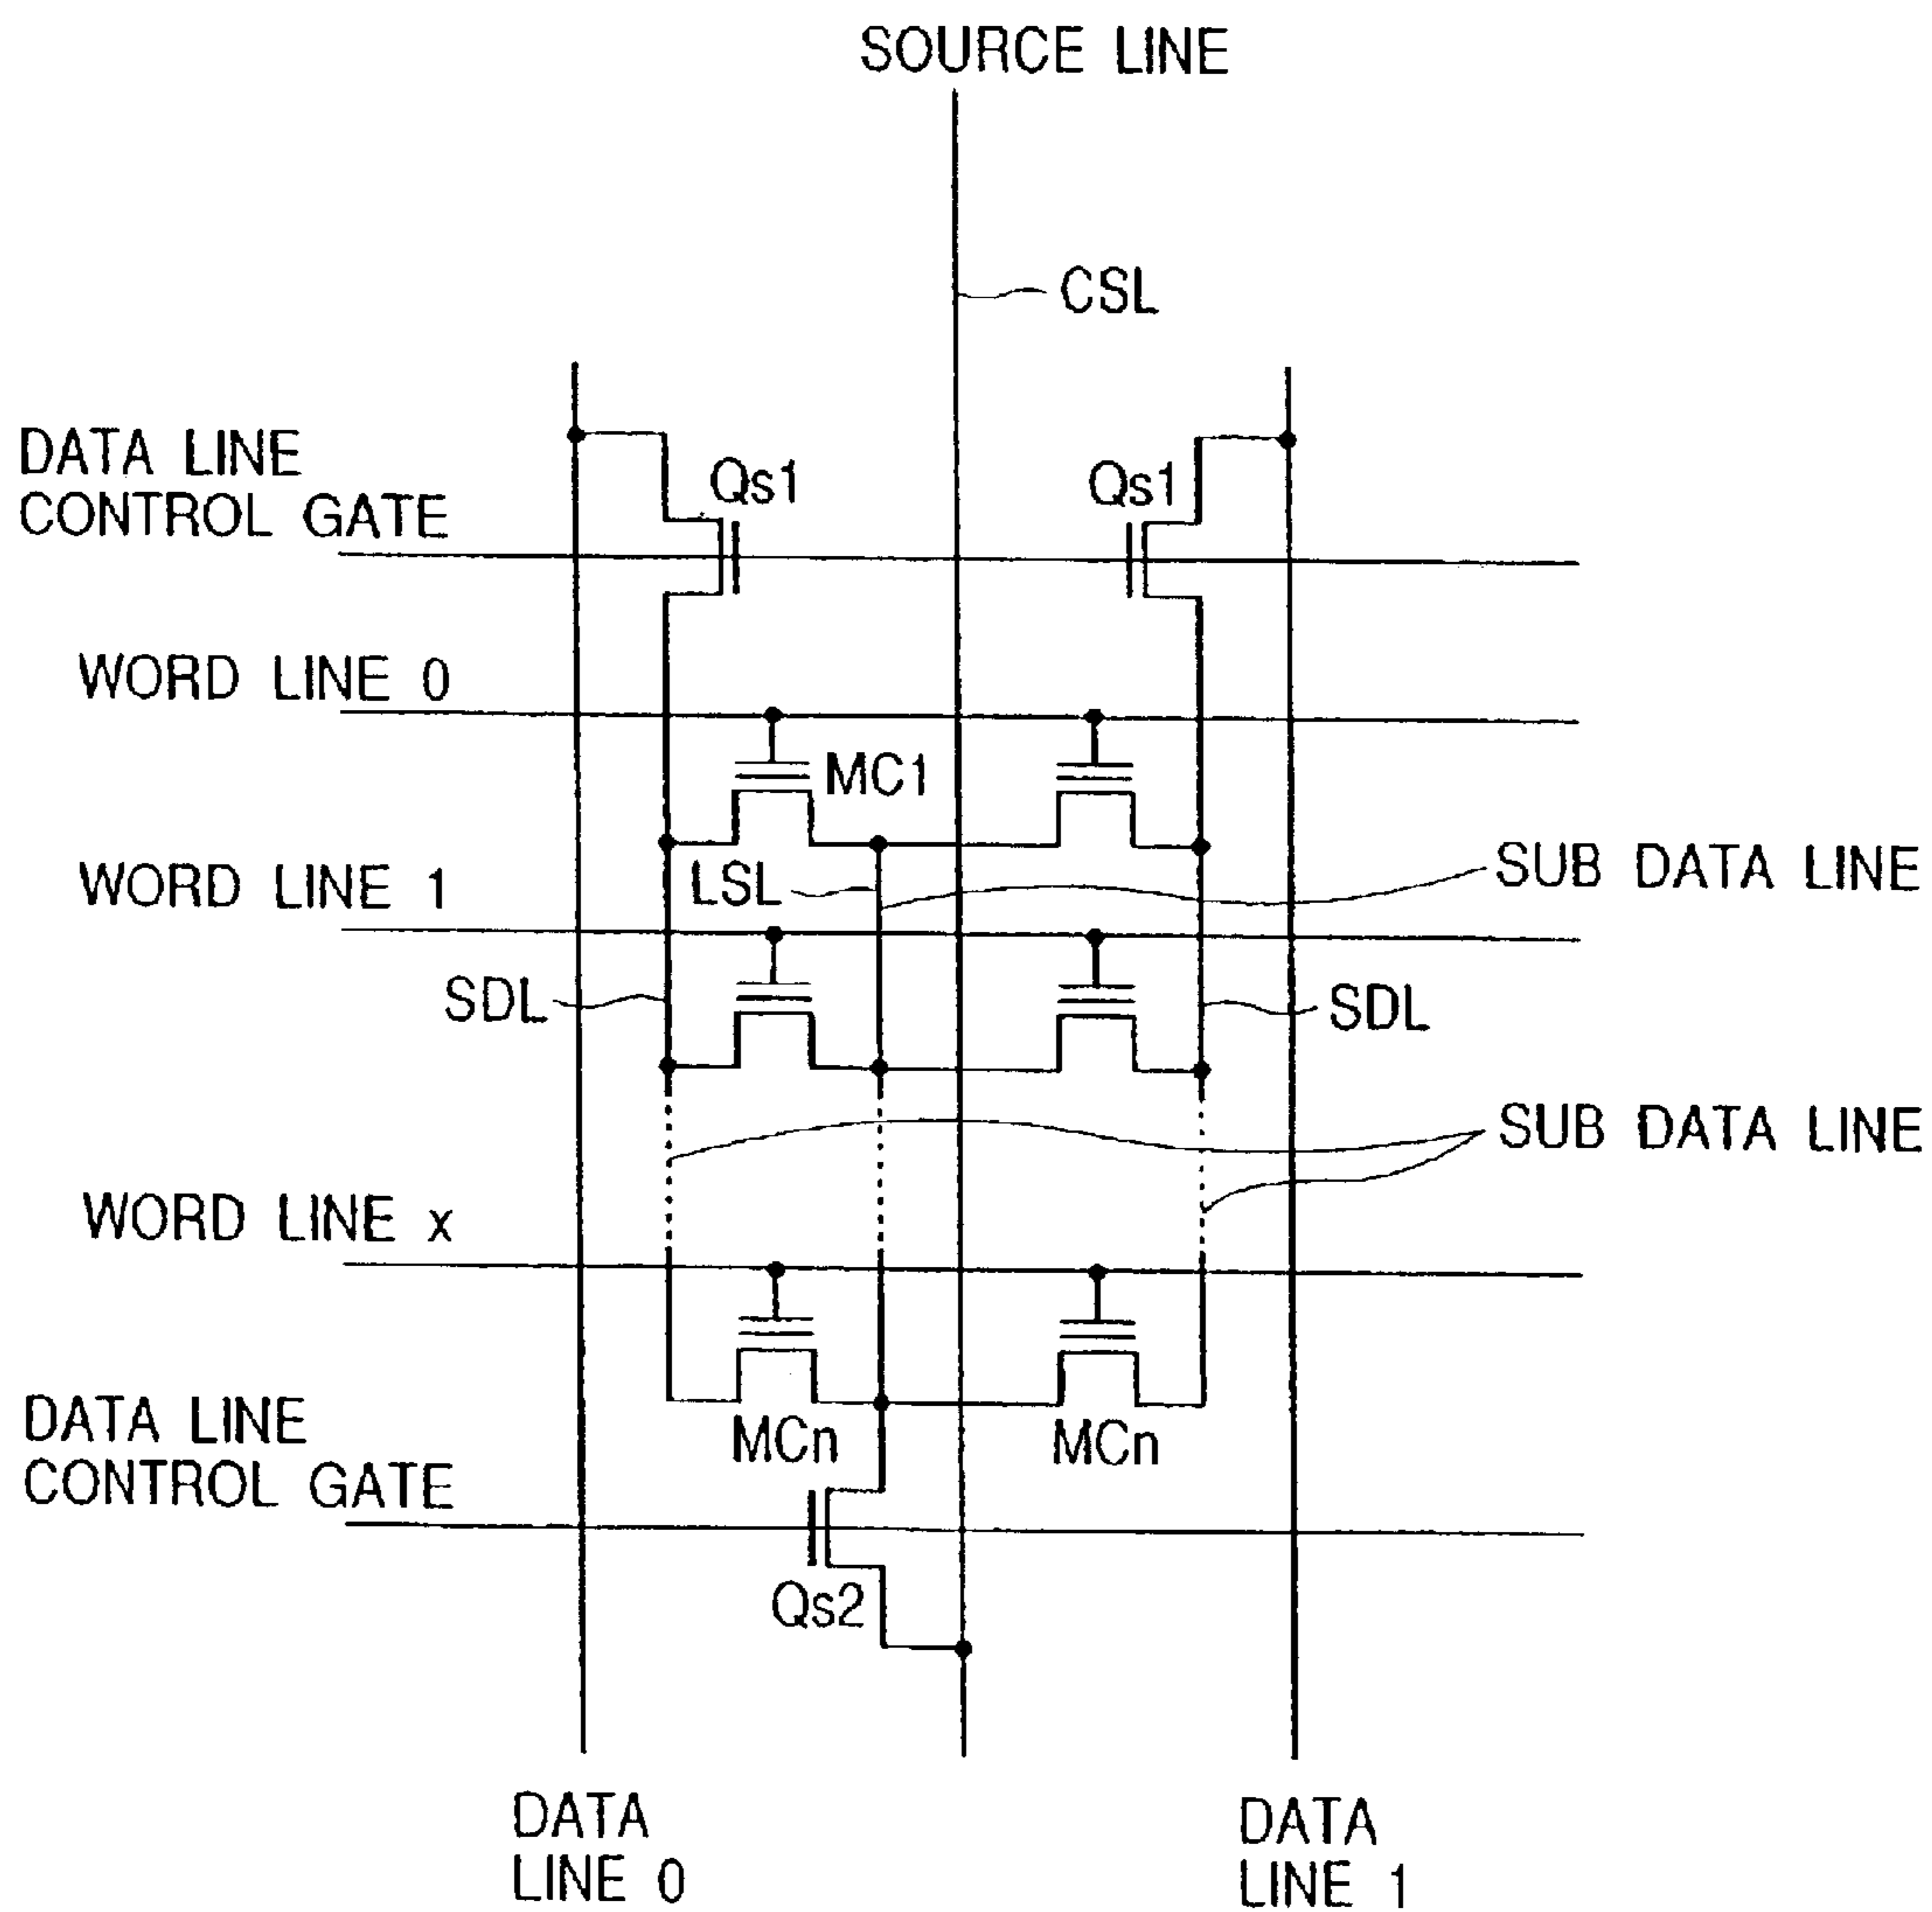 SOURCE LINE
CSL
DATA LINE
CONTROL GATE
Qs1
Qs1
WORD LINE 0
MC1
WORD LINE 1
LSL
SUB DATA LINE
SDL
SDL
SUB DATA LINE
WORD LINE x
DATA LINE
CONTROL GATE
MCn
MCn
Qs2
DATA
LINE 0
DATA
LINE 1